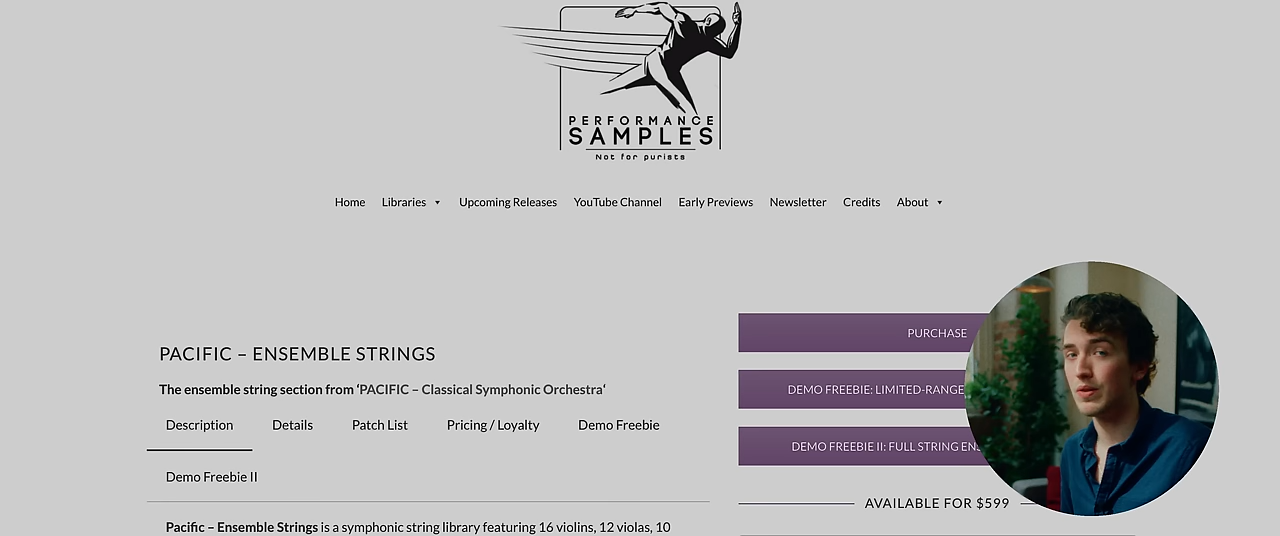 PERFORMANCE
SAMPLES
Not for purists
Home Libraries Upcoming Releases YouTube Channel Early Previews Newsletter Credits About
PURCHASE
PACIFIC – ENSEMBLE STRINGS
DEMO FREEBIE: LIMITED-RANGE
The ensemble string section from ‘PACIFIC – Classical Symphonic Orchestra‘
Description Details Patch List Pricing / Loyalty Demo Freebie
DEMO FREEBIE II: FULL STRING
Demo Freebie II
AVAILABLE FOR $599
Pacific – Ensemble Strings is a symphonic string library featuring 16 violins, 12 violas, 10